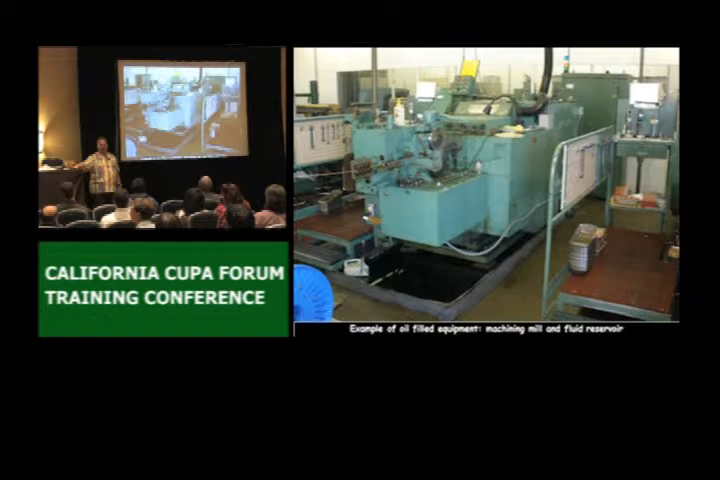 CALIFORNIA CUPA FORUM
TRAINING CONFERENCE
Example of oil filled equipment: machining mill and fluid reservoir